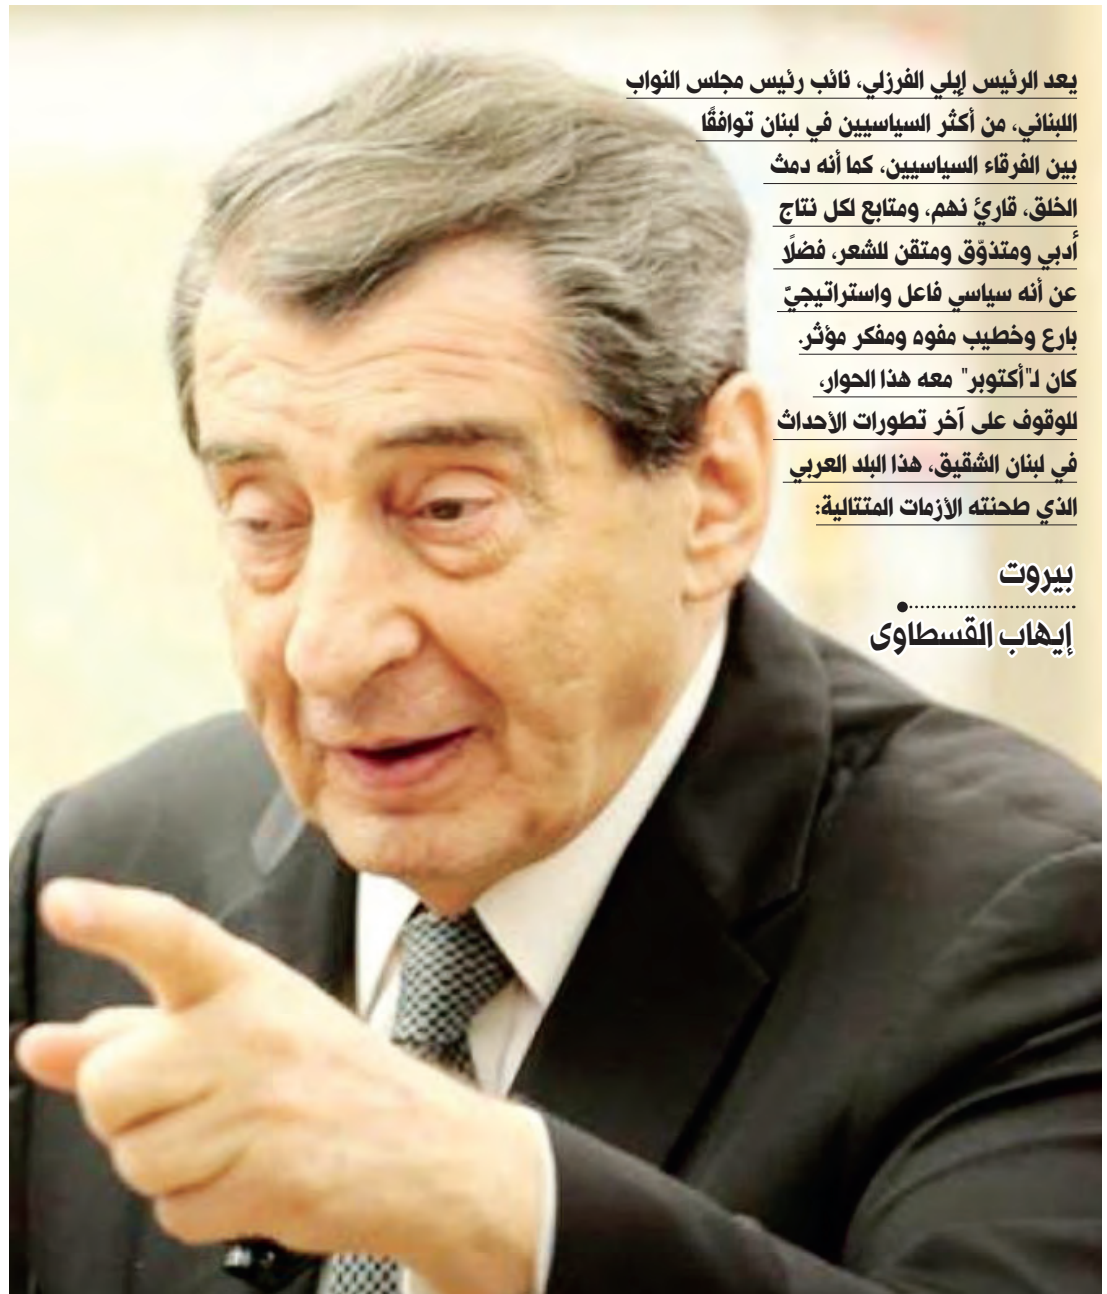 يعد الرئيس إيلي الفرزلي، نائب رئيس مجلس النواب
اللبناني، من أكثر السياسيين في لبنان توافقًا
بين الفرقاء السياسيين، كما أنه دمث
الخلق، قارئ نهم، ومتابع لكل نتاج
أدبي ومتذوّق ومتقن للشعر، فضلًا
عن أنه سياسي فاعل واستراتيجيّ
بارع وخطيب مفوه ومفكر مؤثر.
كان لـ"أكتوبر" معه هذا الحوار،
للوقوف على آخر تطورات الأحداث
في لبنان الشقيق، هذا البلد العربي
الذي طحنته الأزمات المتتالية:
بيروت
إيهاب القسطاوى